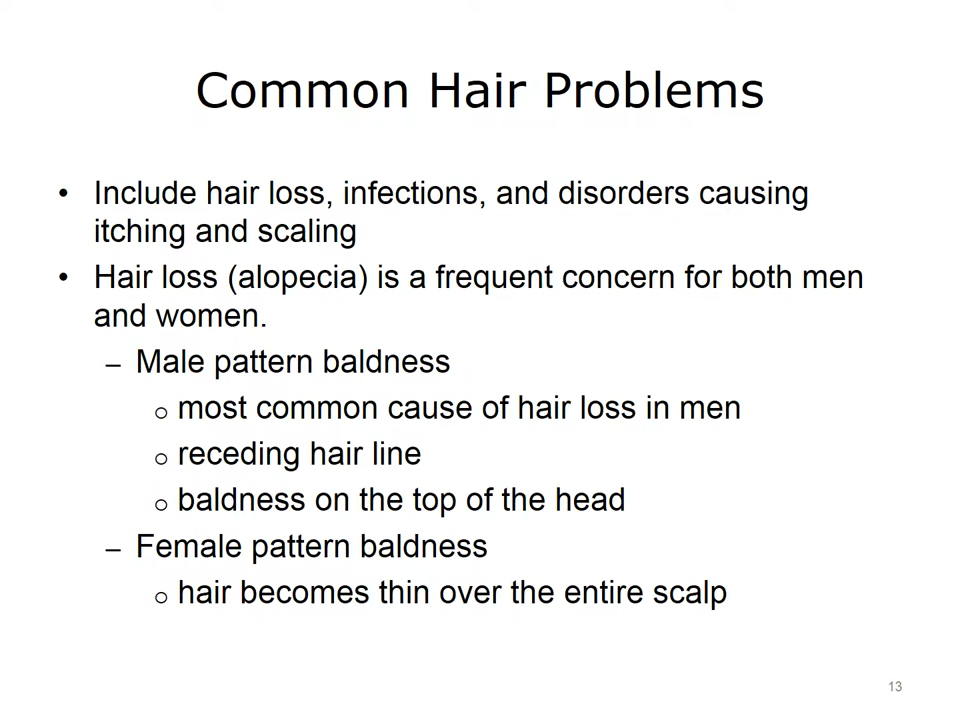 Common Hair Problems
• Include hair loss, infections, and disorders causing
itching and scaling
• Hair loss (alopecia) is a frequent concern for both men
and women.
– Male pattern baldness
o most common cause of hair loss in men
o receding hair line
o baldness on the top of the head
– Female pattern baldness
o hair becomes thin over the entire scalp
13